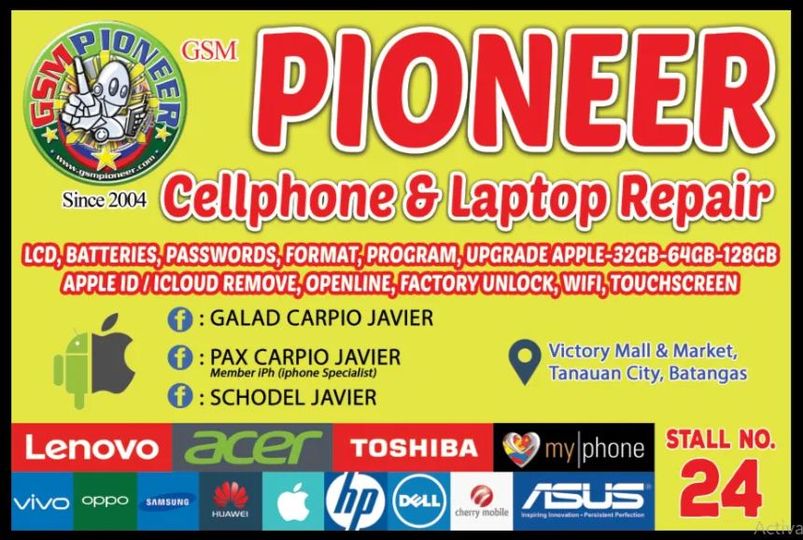 GSMPIONEER
www.gsmpioneer.com
GSM
PIONEER
Since 2004
Cellphone & Laptop Repair
LCD, BATTERIES, PASSWORDS, FORMAT, PROGRAM, UPGRADE APPLE-32GB-64GB-128GB
APPLE ID / ICLOUD REMOVE, OPENLINE, FACTORY UNLOCK, WIFI, TOUCHSCREEN
f : GALAD CARPIO JAVIER
f : PAX CARPIO JAVIER
Member iPh (iphone Specialist)
f : SCHODEL JAVIER
Victory Mall & Market,
Tanauan City, Batangas
Lenovo acer TOSHIBA my|phone
STALL NO.
24
vivo oppo SAMSUNG HUAWEI hp DELL cherry mobile ASUS
Inspiring Innovation • Persistent Perfection
Activa